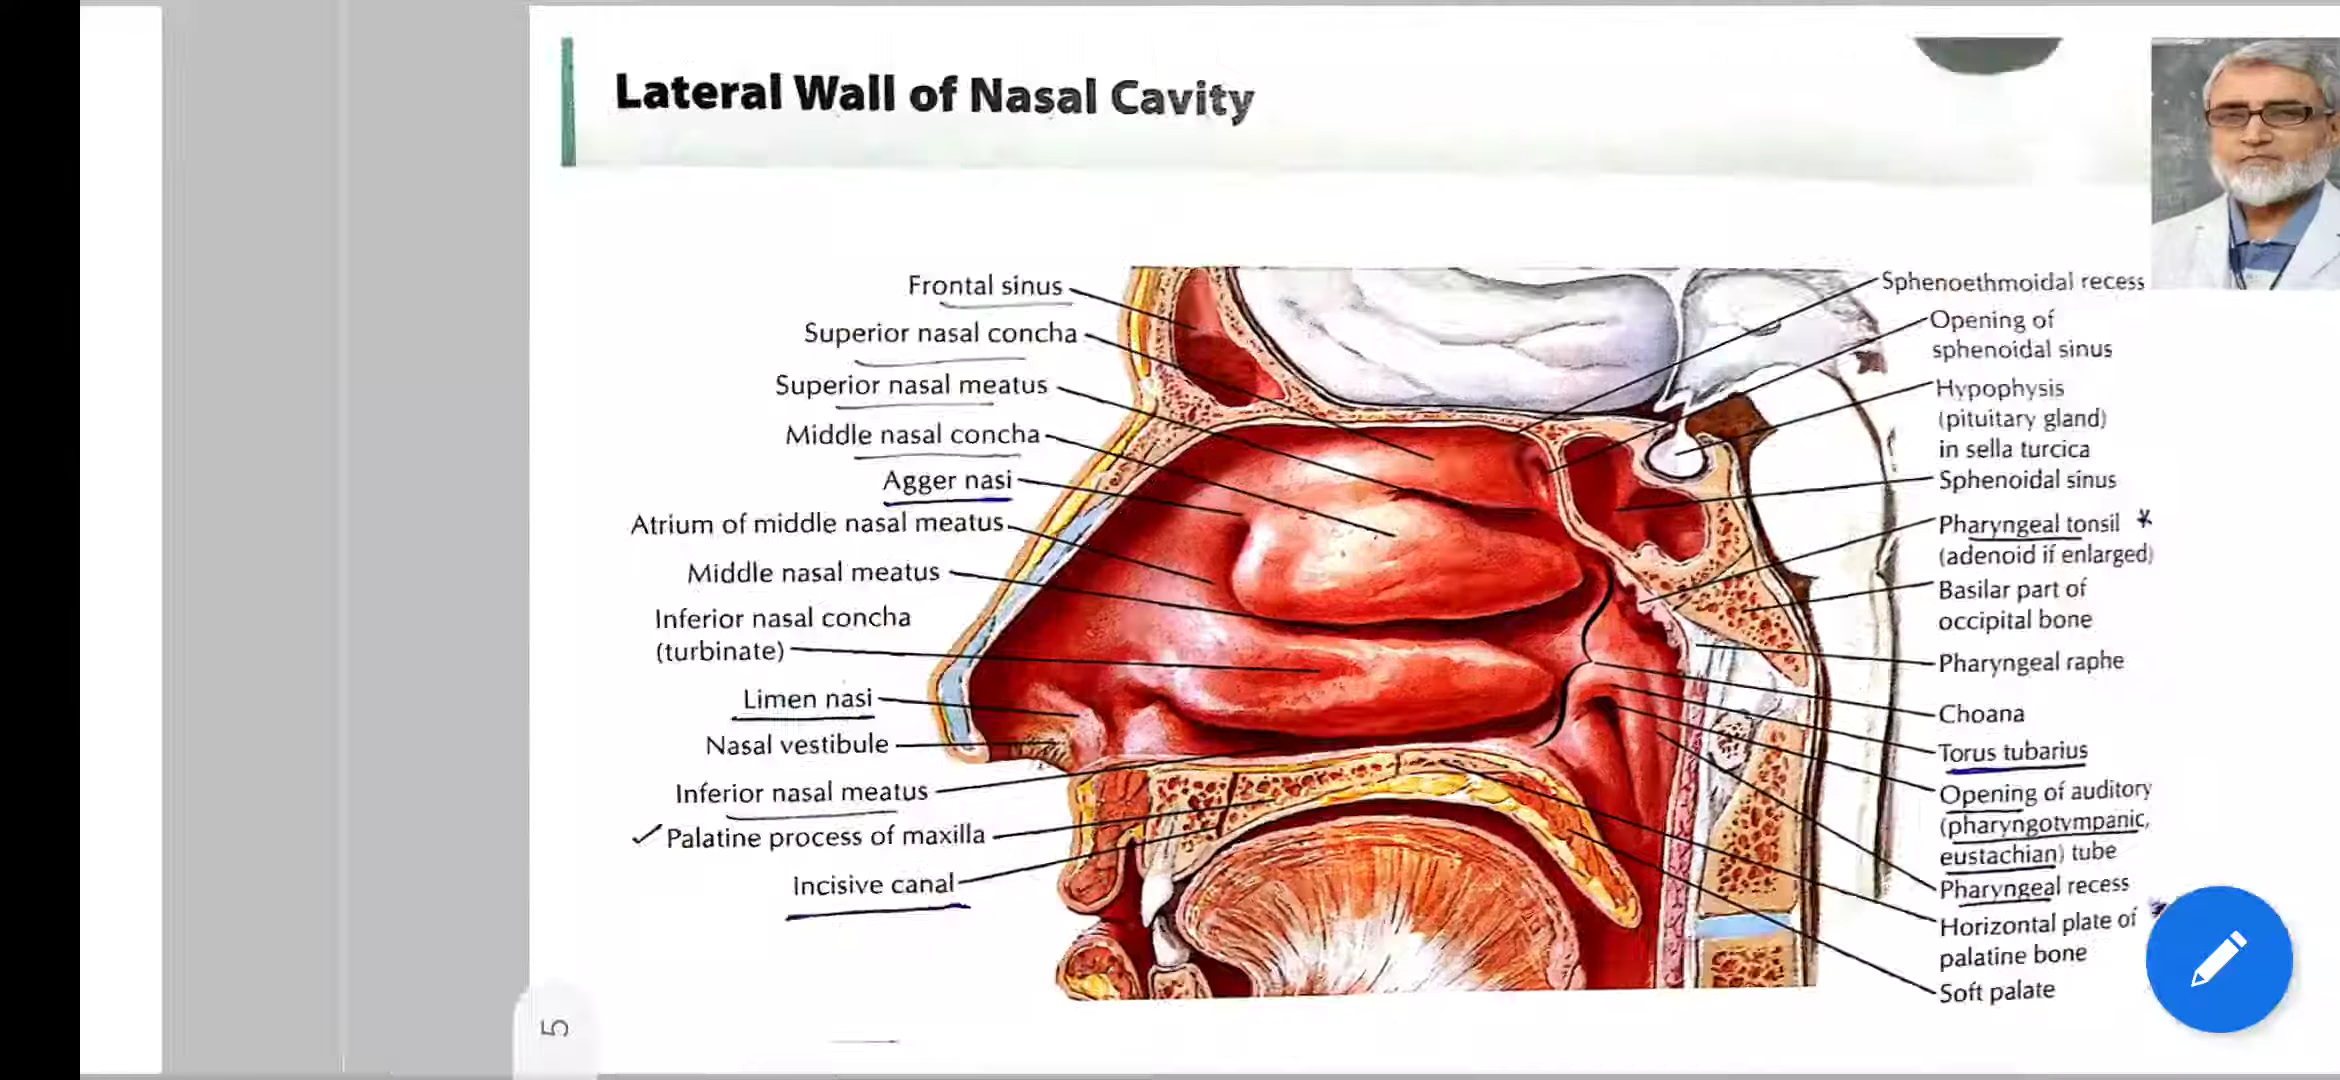 Lateral Wall of Nasal Cavity
Frontal sinus
Superior nasal concha
Superior nasal meatus
Middle nasal concha
Agger nasi
Atrium of middle nasal meatus
Middle nasal meatus
Inferior nasal concha
(turbinate)
Limen nasi
Nasal vestibule
Inferior nasal meatus
Palatine process of maxilla
Incisive canal
Sphenoethmoidal recess
Opening of
sphenoidal sinus
Hypophysis
(pituitary gland)
in sella turcica
Sphenoidal sinus
Pharyngeal tonsil *
(adenoid if enlarged)
Basilar part of
occipital bone
Pharyngeal raphe
Choana
Torus tubarius
Opening of auditory
(pharyngotympanic,
eustachian) tube
Pharyngeal recess
Horizontal plate of *
palatine bone
Soft palate
5